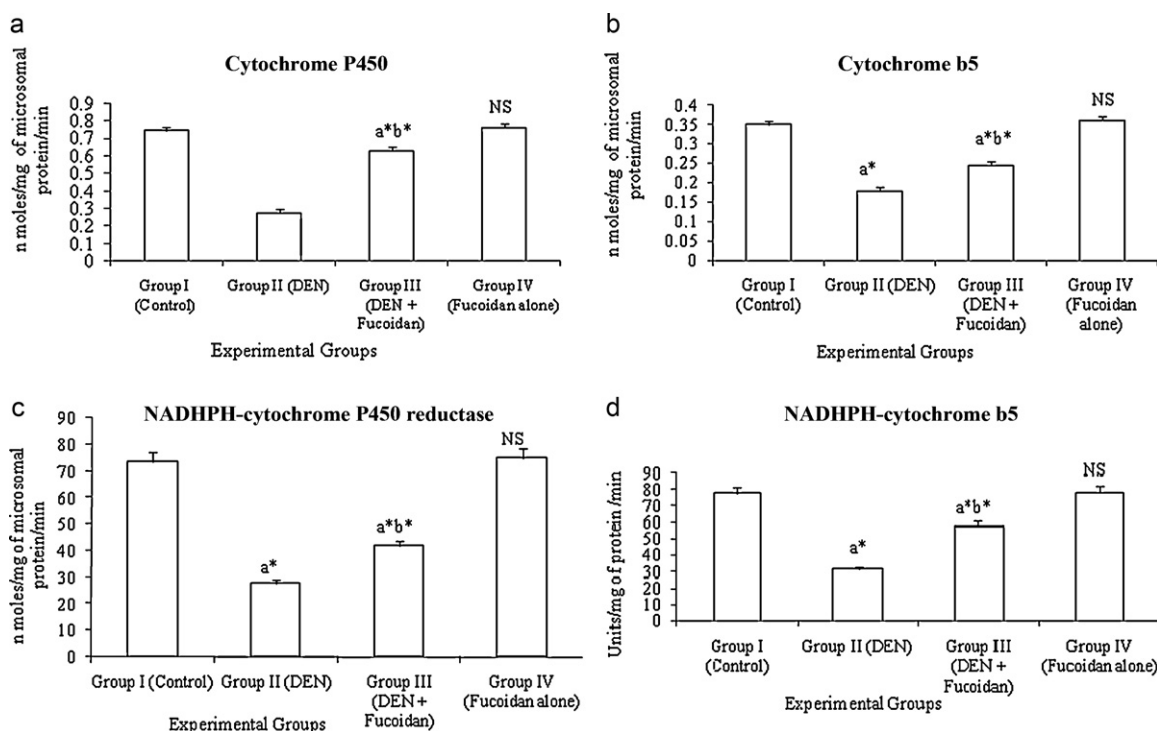 a
Cytochrome P450
n moles/mg of microsomal
protein/min
0.9
0.8
0.7
0.6
0.5
0.4
0.3
0.2
0.1
0
a*b*
NS
Group I
(Control)
Group II (DEN)
Group III
(DEN +
Fucoidan)
Group IV
(Fucoidan alone)
Experimental Groups
b
Cytochrome b5
n moles/mg of microsomal
protein/min
0.4
0.35
0.3
0.25
0.2
0.15
0.1
0.05
0
a*
a*b*
NS
Group I
(Control)
Group II (DEN)
Group III
(DEN +
Fucoidan)
Group IV
(Fucoidan
alone)
Experimental Groups
c
NADHPH-cytochrome P450 reductase
n moles/mg of microsomal
protein/min
90
80
70
60
50
40
30
20
10
0
a*
a*b*
NS
Group I (Control)
Group II (DEN)
Group III
(DEN +
Fucoidan)
Group IV
(Fucoidan alone)
Experimental Groups
d
NADHPH-cytochrome b5
Units/mg of protein /min
90
80
70
60
50
40
30
20
10
0
a*
a*b*
NS
Group I
(Control)
Group II (DEN)
Group III
(DEN +
Fucoidan)
Group IV
(Fucoidan alone)
Experimental Groups